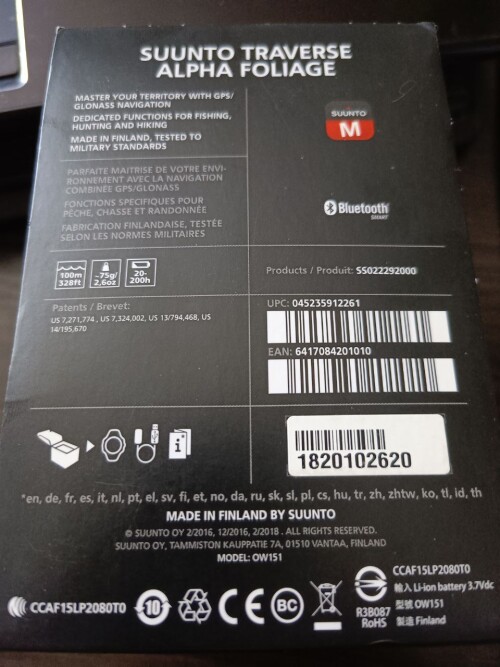 SUUNTO TRAVERSE
ALPHA FOLIAGE
MASTER YOUR TERRITORY WITH GPS/
GLONASS NAVIGATION
DEDICATED FUNCTIONS FOR FISHING,
HUNTING AND HIKING
MADE IN FINLAND, TESTED TO
MILITARY STANDARDS
PARFAITE MAITRISE DE VOTRE ENVI-
RONNEMENT AVEC LA NAVIGATION
COMBINÉE GPS/GLONASS
FONCTIONS SPECIFIQUES POUR
PÊCHE, CHASSE ET RANDONNÉE
FABRICATION FINLANDAISE, TESTÉE
SELON LES NORMES MILITAIRES
SUUNTO
M
Bluetooth
SMART
100m
328ft
~75g/
2,6oz
20-
200h
Products / Produit: SS022292000
Patents / Brevet:
US 7,271,774 , US 7,324,002, US 13/794,468, US
14/195,670
UPC: 045235912261
EAN: 6417084201010
i
1820102620
*en, de, fr, es, it, nl, pt, el, sv, fi, et, no, da, ru, sk, sl, pl, cs, hu, tr, zh, zhtw, ko, tl, id, th
MADE IN FINLAND BY SUUNTO
© SUUNTO OY 2/2016, 12/2016, 2/2018 . ALL RIGHTS RESERVED.
SUUNTO OY, TAMMISTON KAUPPATIE 7A, 01510 VANTAA, FINLAND
MODEL: OW151
CCAF15LP2080T0
10
CE
BC
R3B087
RoHS
輸入 Li-ion battery 3.7Vdc
型號 OW151
製造 Finland